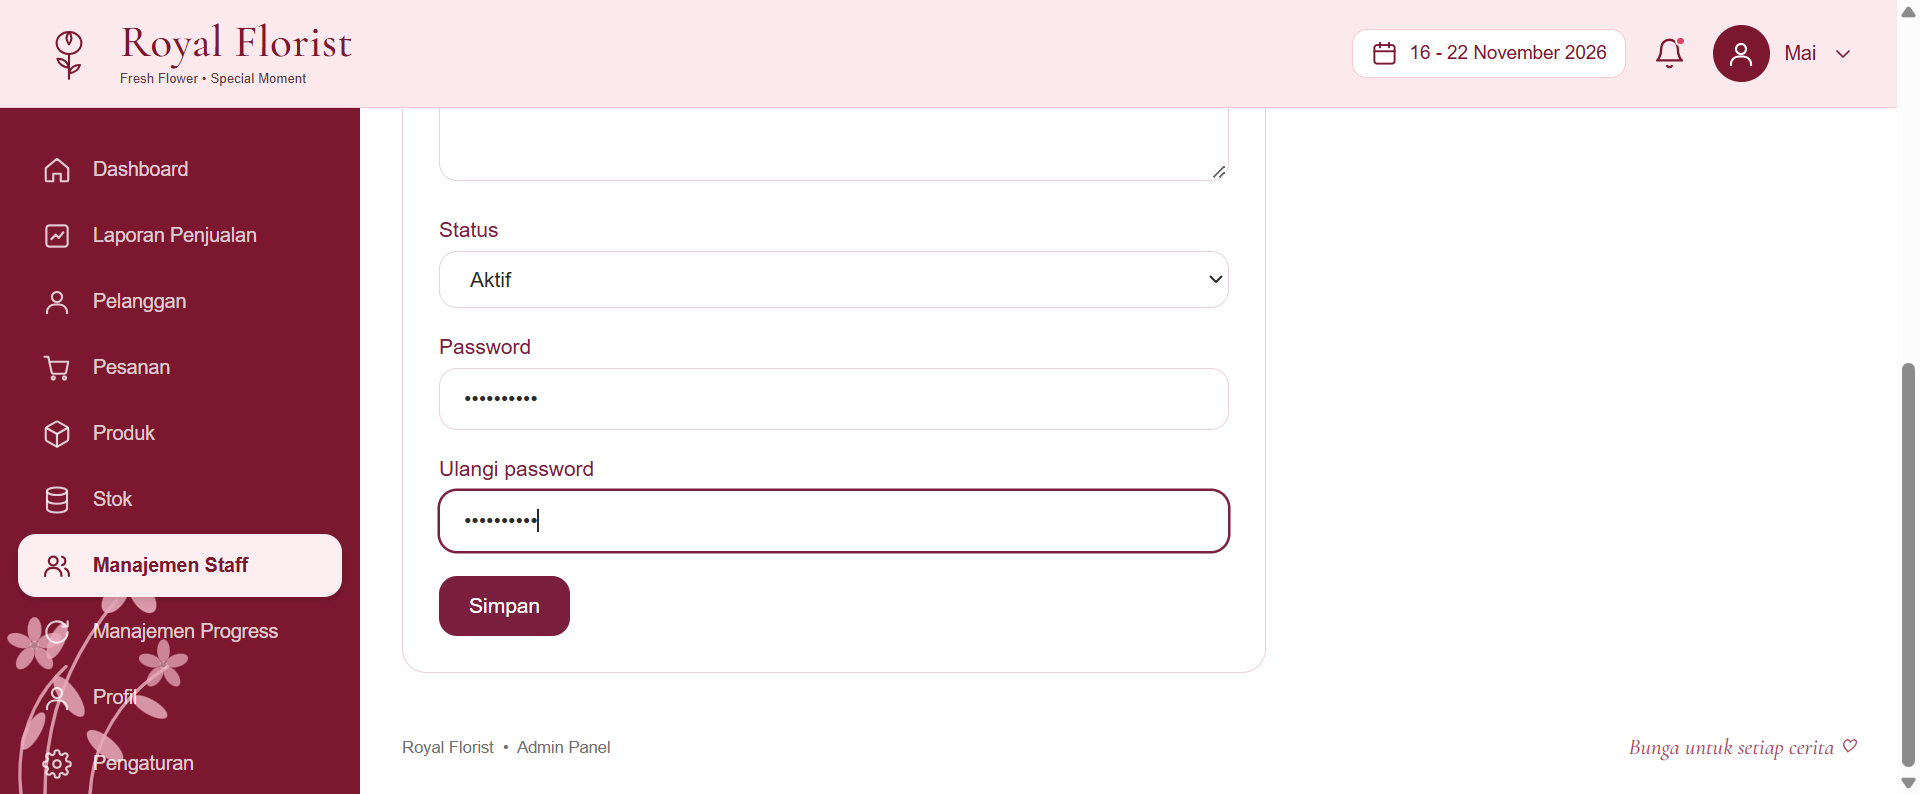 Royal Florist
Fresh Flower • Special Moment
16 - 22 November 2026
Mai
Dashboard
Laporan Penjualan
Pelanggan
Pesanan
Produk
Stok
Manajemen Staff
Manajemen Progress
Profil
Pengaturan
Status
Aktif
Password
••••••••••
Ulangi password
••••••••••
Simpan
Royal Florist • Admin Panel
Bunga untuk setiap cerita ♡